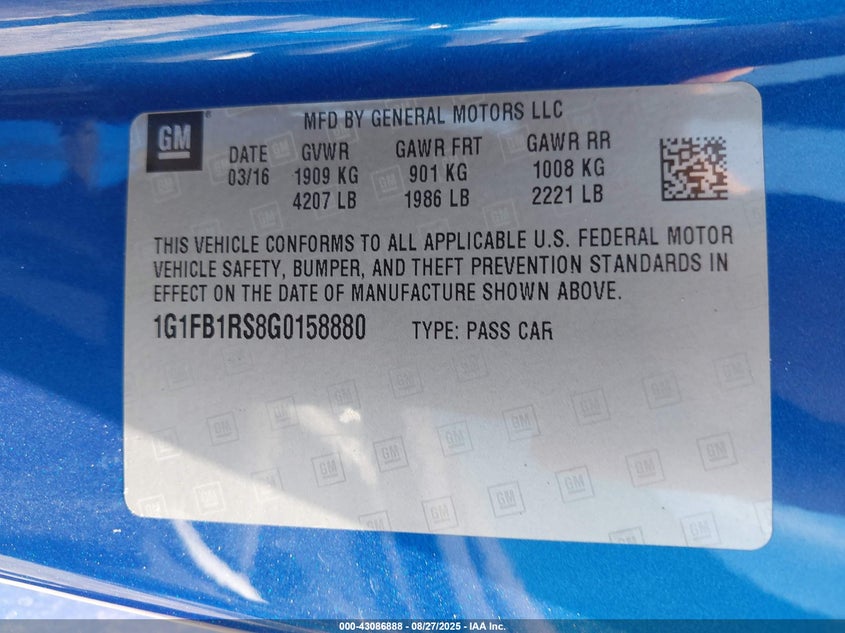 MFD BY GENERAL MOTORS LLC
GM®
DATE GVWR GAWR FRT GAWR RR
03/16 1909 KG 901 KG 1008 KG
4207 LB 1986 LB 2221 LB
THIS VEHICLE CONFORMS TO ALL APPLICABLE U.S. FEDERAL MOTOR
VEHICLE SAFETY, BUMPER, AND THEFT PREVENTION STANDARDS IN
EFFECT ON THE DATE OF MANUFACTURE SHOWN ABOVE.
1G1FB1RS8G0158880 TYPE: PASS CAR
000-43086888 - 08/27/2025 - IAA Inc.